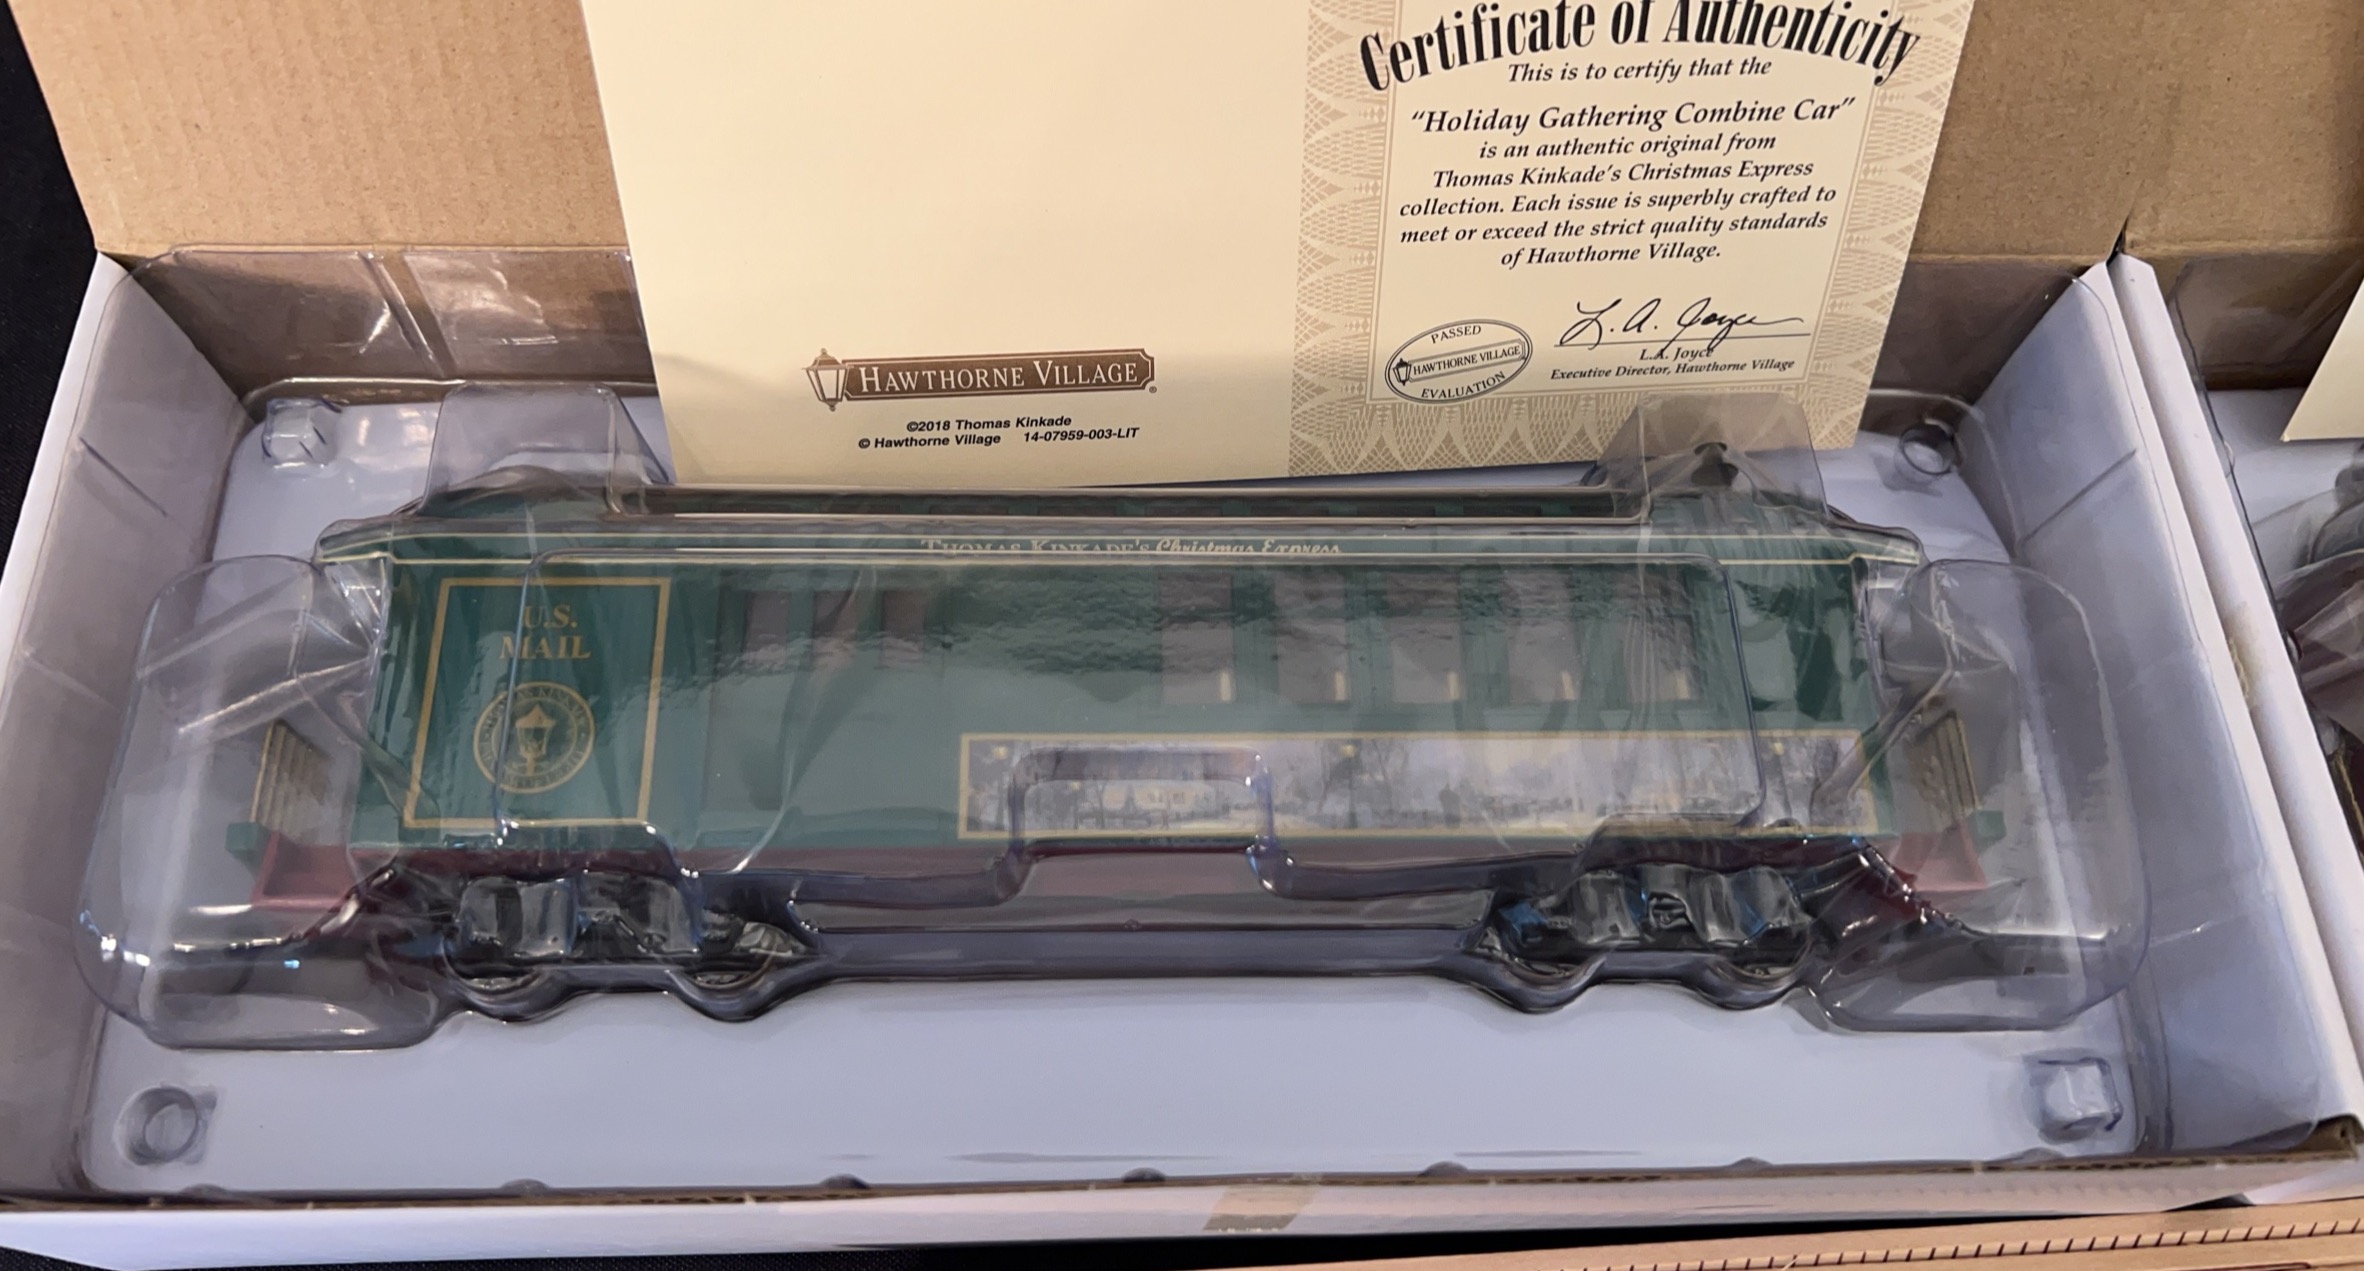 Certificate of Authenticity
This is to certify that the
“Holiday Gathering Combine Car”
is an authentic original from
Thomas Kinkade's Christmas Express
collection. Each issue is superbly crafted to
meet or exceed the strict quality standards
of Hawthorne Village.
L. A. Joyce
L.A. Joyce
Executive Director, Hawthorne Village
PASSED
HAWTHORNE VILLAGE
EVALUATION
HAWTHORNE VILLAGE®
©2018 Thomas Kinkade
© Hawthorne Village 14-07959-003-LIT
THOMAS KINKADE'S Christmas Express
U.S.
MAIL